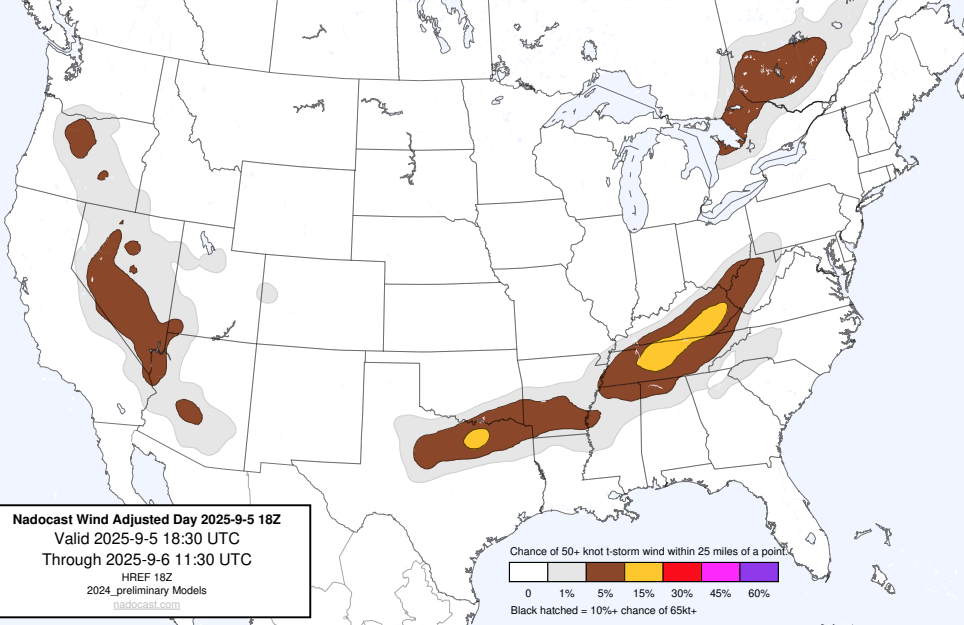 Nadocast Wind Adjusted Day 2025-9-5 18Z
Valid 2025-9-5 18:30 UTC
Through 2025-9-6 11:30 UTC
HREF 18Z
2024_preliminary Models
nadocast.com
Chance of 50+ knot t-storm wind within 25 miles of a point.
0 1% 5% 15% 30% 45% 60%
Black hatched = 10%+ chance of 65kt+